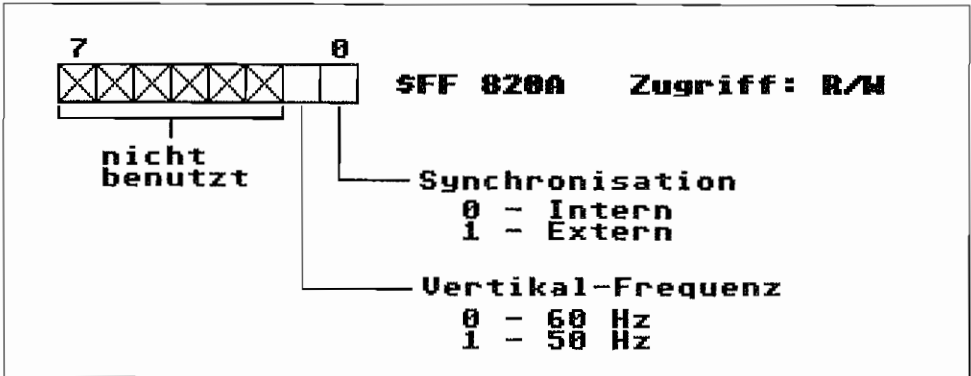 7 0
$FF 820A Zugriff: R/W
nicht
benutzt
Synchronisation
0 - Intern
1 - Extern
Vertikal-Frequenz
0 - 60 Hz
1 - 50 Hz